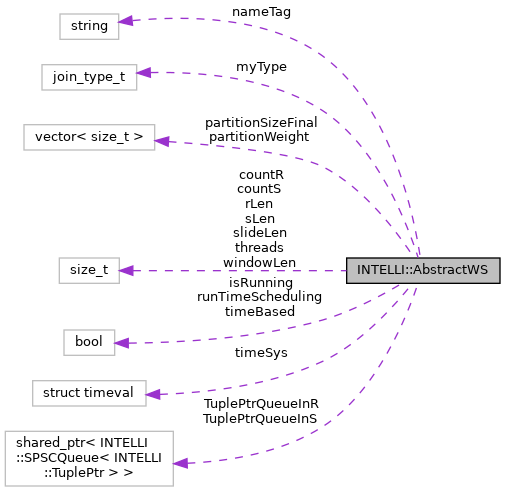 nameTag
string
myType
join_type_t
partitionSizeFinal
partitionWeight
vector< size_t >
countR
countS
rLen
sLen
slideLen
threads
windowLen
size_t
INTELLI::AbstractWS
isRunning
runTimeScheduling
timeBased
bool
timeSys
struct timeval
TuplePtrQueueInR
TuplePtrQueueInS
shared_ptr< INTELLI
::SPSCQueue< INTELLI
::TuplePtr > >